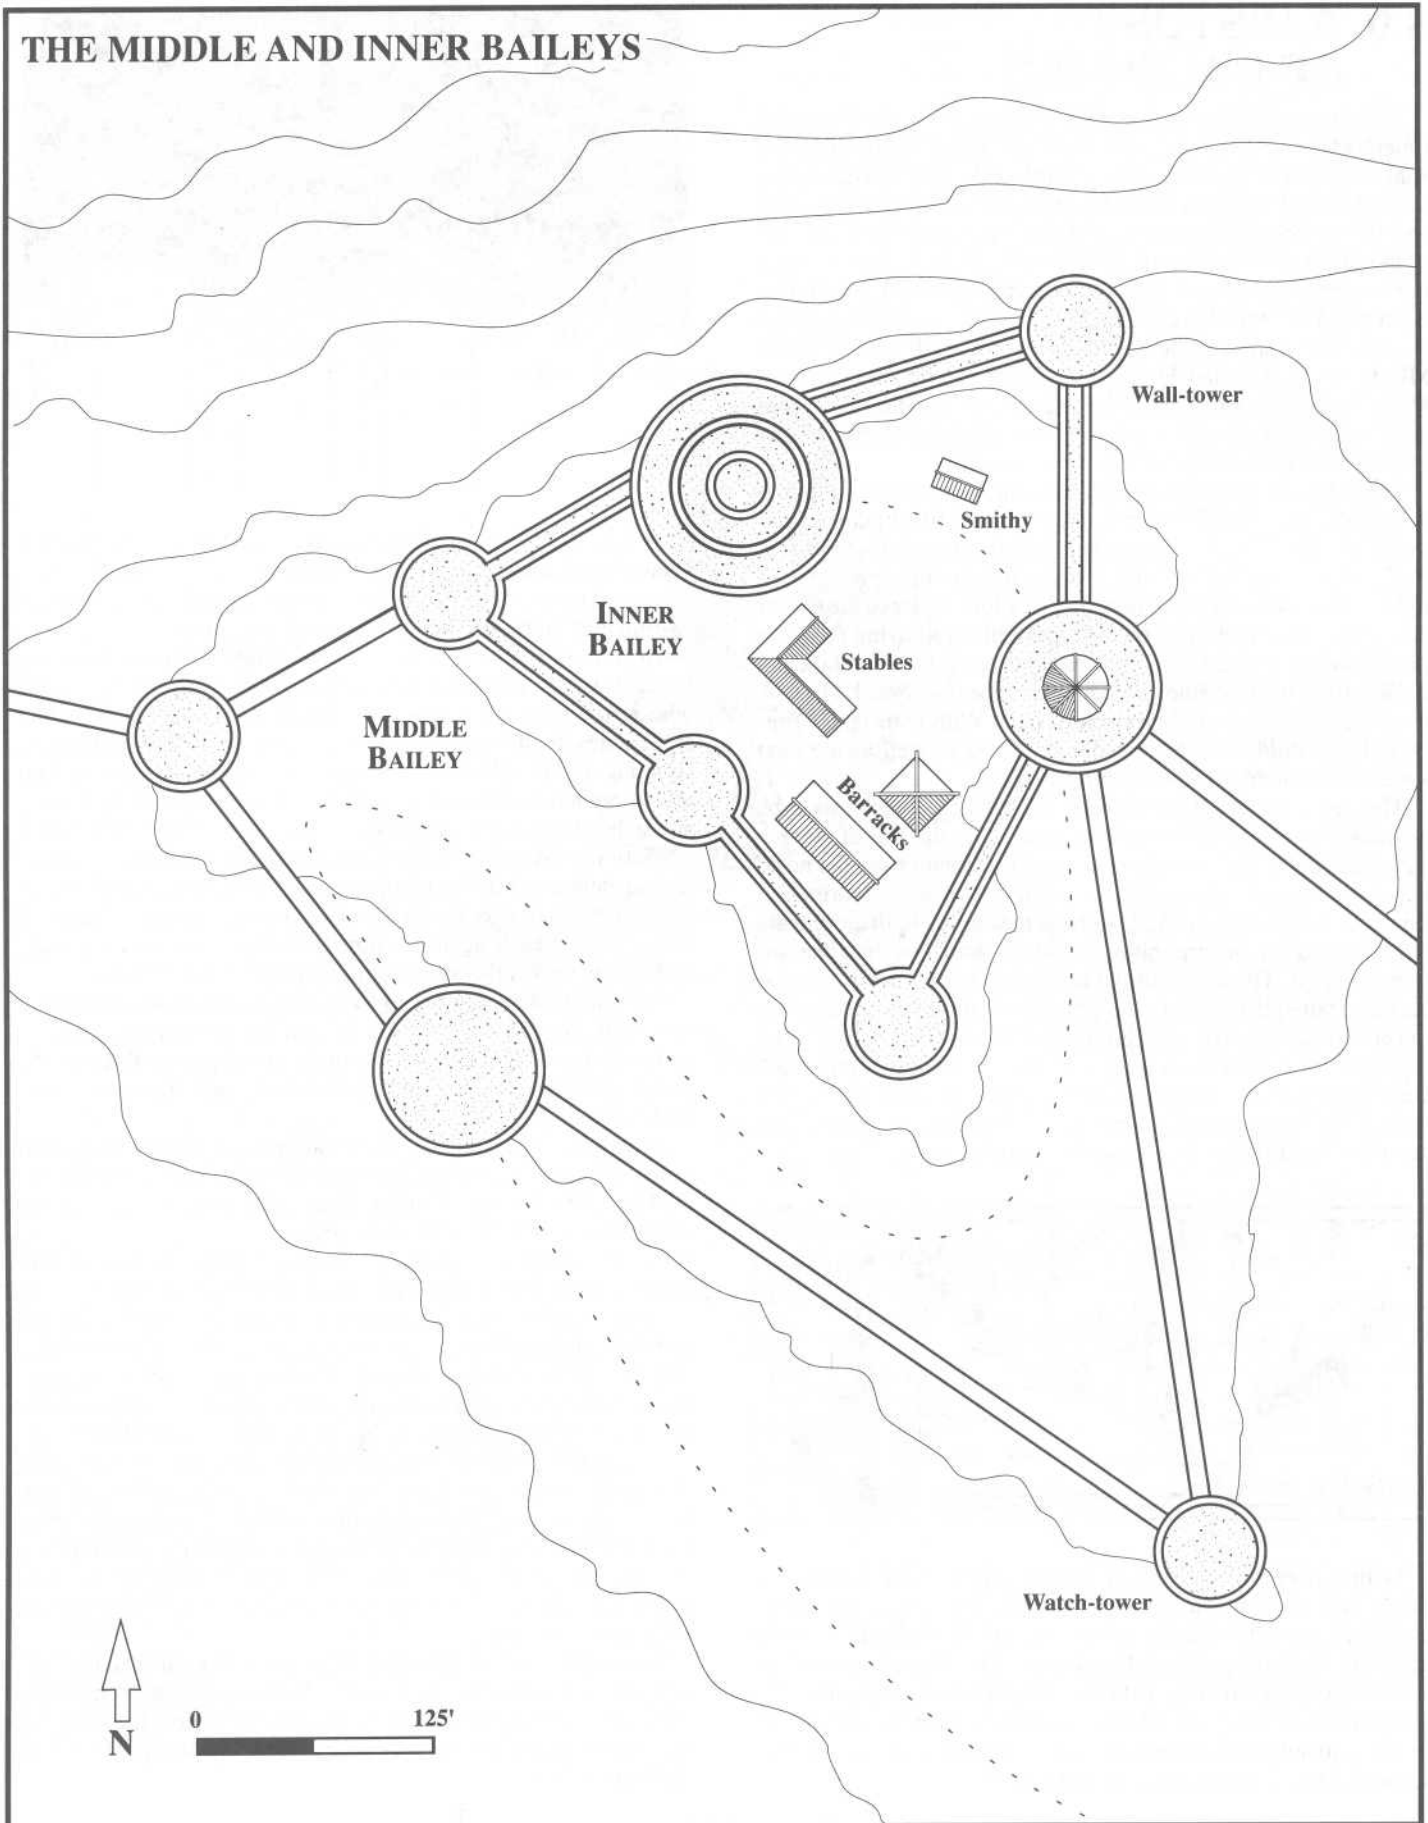 THE MIDDLE AND INNER BAILEYS
Wall-tower
Smithy
INNER
BAILEY
Stables
MIDDLE
BAILEY
Barracks
Watch-tower
0 125'
N